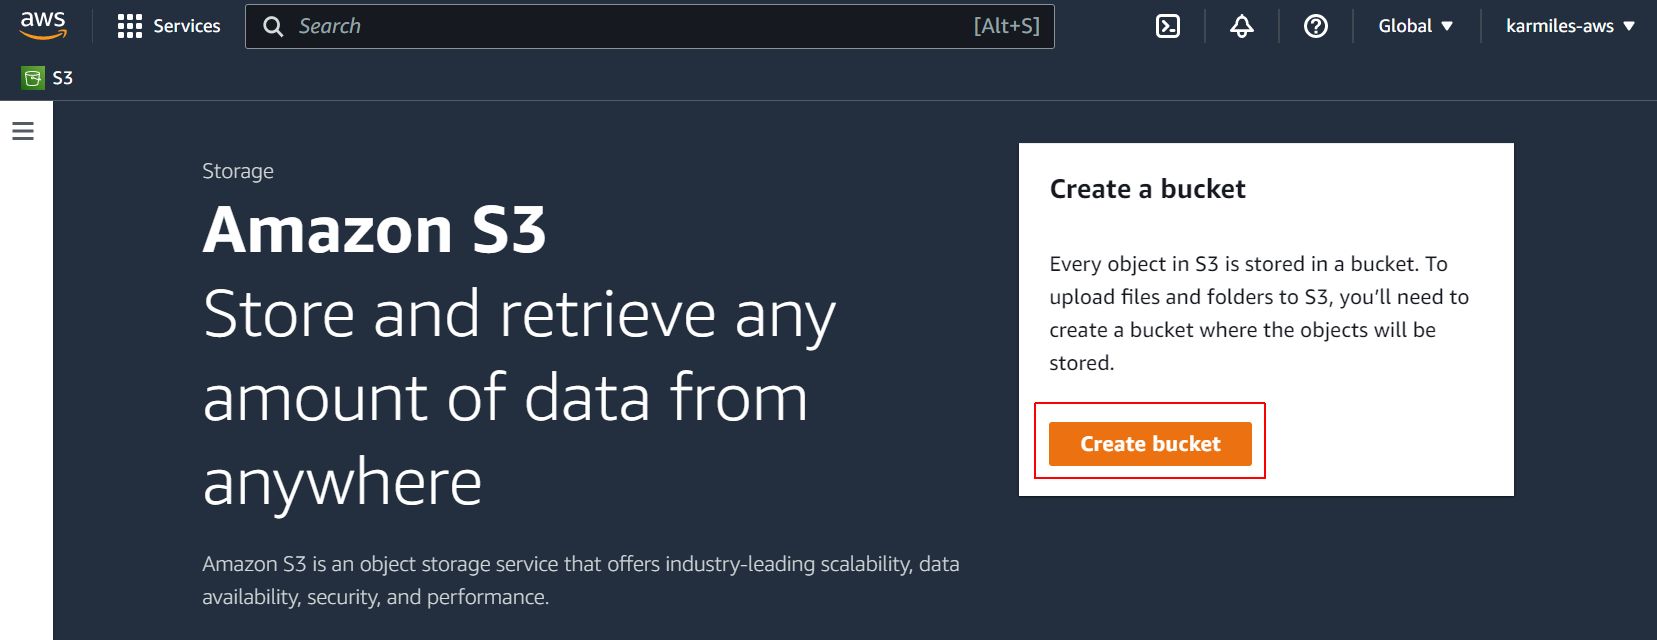 aws
Services
Search
[Alt+S]
Global
karmiles-aws
S3
Storage
Amazon S3
Store and retrieve any
amount of data from
anywhere
Amazon S3 is an object storage service that offers industry-leading scalability, data
availability, security, and performance.
Create a bucket
Every object in S3 is stored in a bucket. To
upload files and folders to S3, you’ll need to
create a bucket where the objects will be
stored.
Create bucket